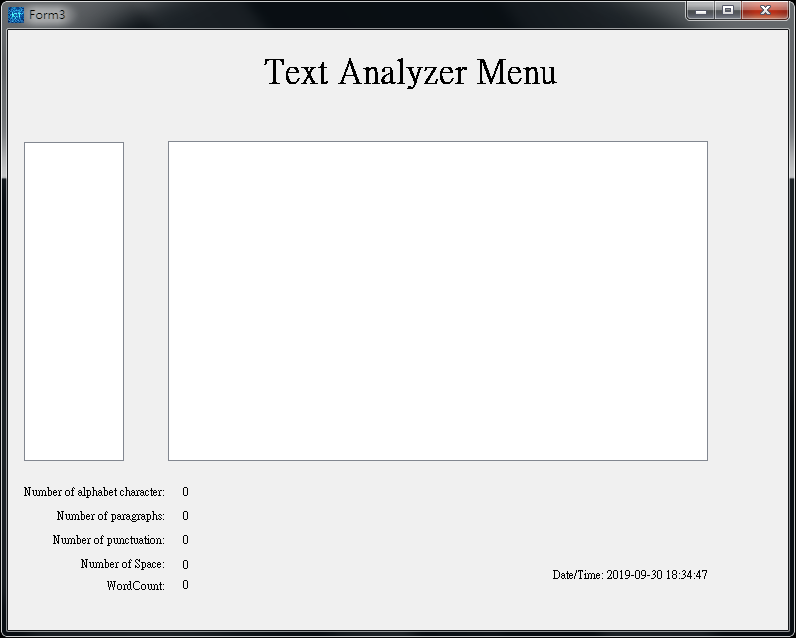 Form3
Text Analyzer Menu
Number of alphabet character: 0
Number of paragraphs: 0
Number of punctuation: 0
Number of Space: 0
WordCount: 0
Date/Time: 2019-09-30 18:34:47